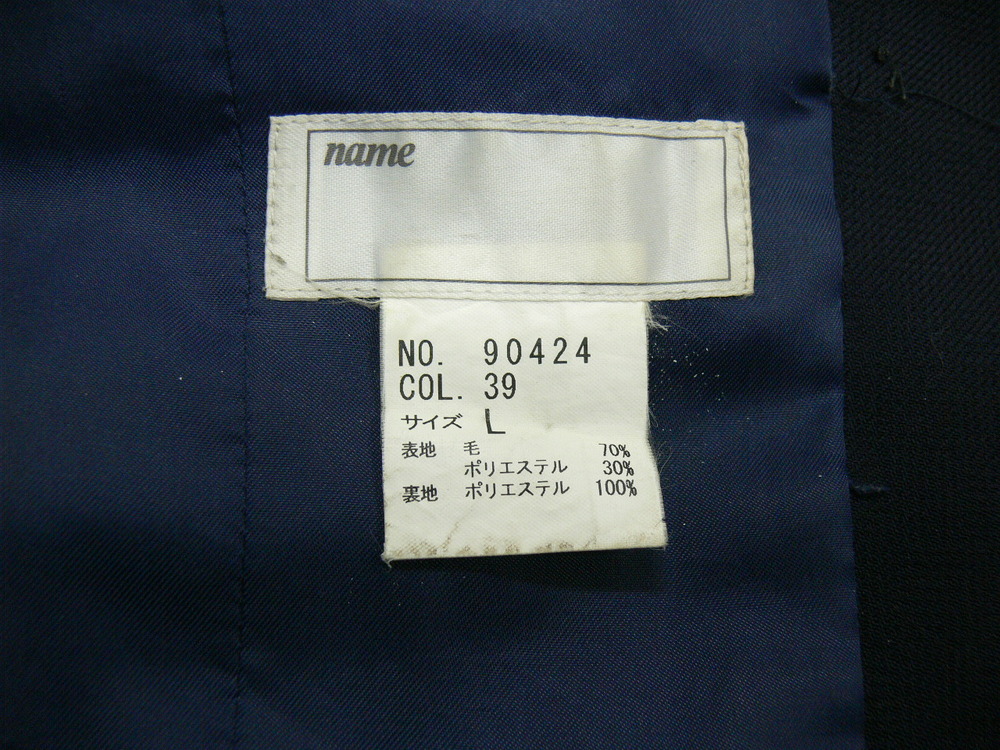 name
NO. 90424
COL. 39
サイズ L
表地 毛 70%
ポリエステル 30%
裏地 ポリエステル 100%